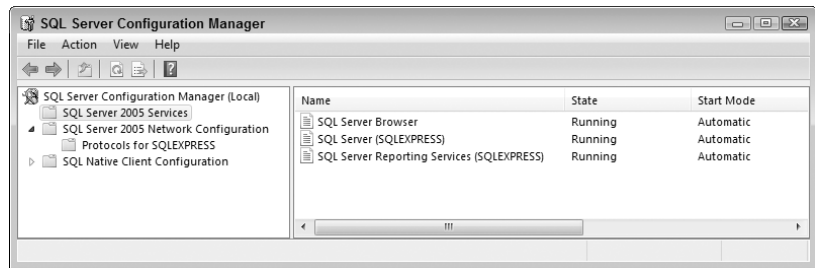 SQL Server Configuration Manager
File Action View Help
SQL Server Configuration Manager (Local)
SQL Server 2005 Services
SQL Server 2005 Network Configuration
Protocols for SQLEXPRESS
SQL Native Client Configuration
Name State Start Mode
SQL Server Browser Running Automatic
SQL Server (SQLEXPRESS) Running Automatic
SQL Server Reporting Services (SQLEXPRESS) Running Automatic